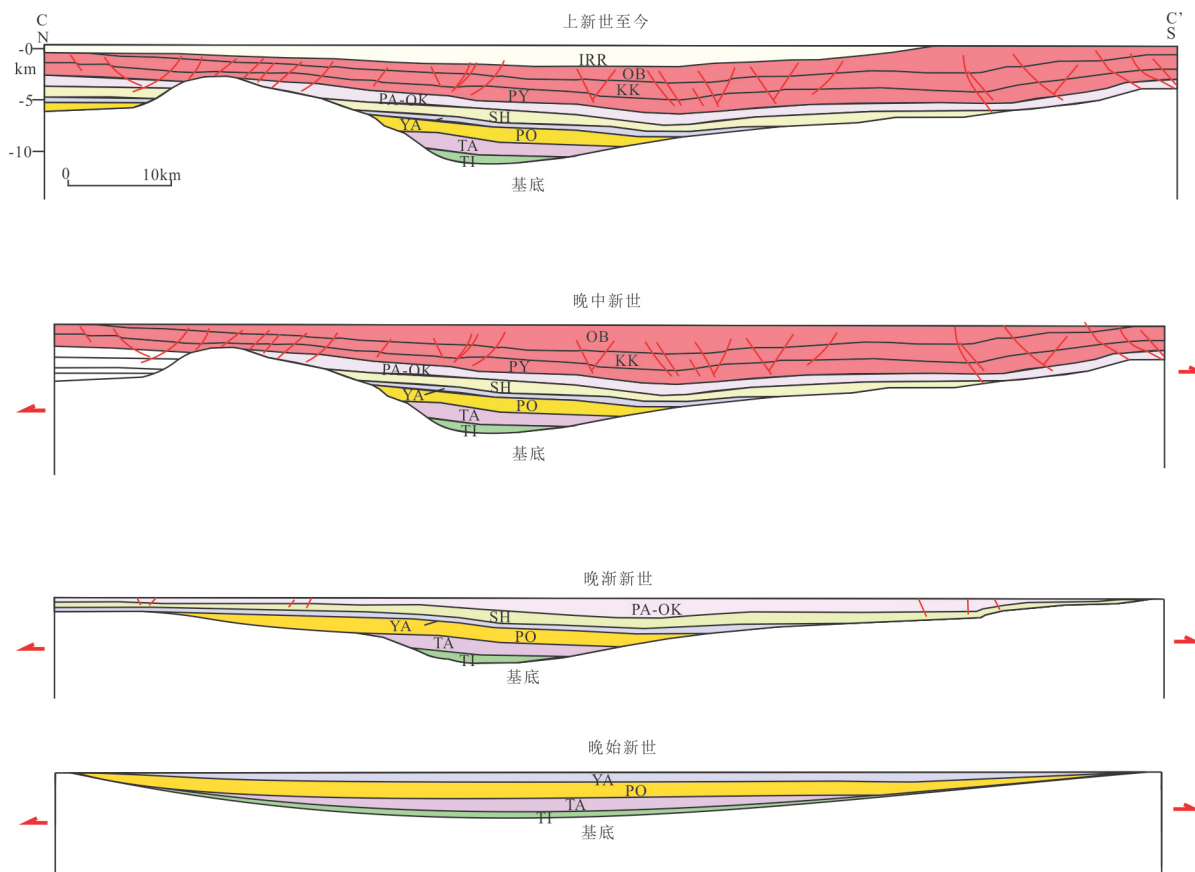 C
N
上新世至今
C'
S
-0
km
-5
-10
IRR
OB
KK
PY
PA-OK
SH
YA
PO
TA
TI
0 10km
基底
晚中新世
OB
KK
PY
PA-OK
SH
YA
PO
TA
TI
基底
晚渐新世
PA-OK
SH
YA
PO
TA
TI
基底
晚始新世
YA
PO
TA
TI
基底